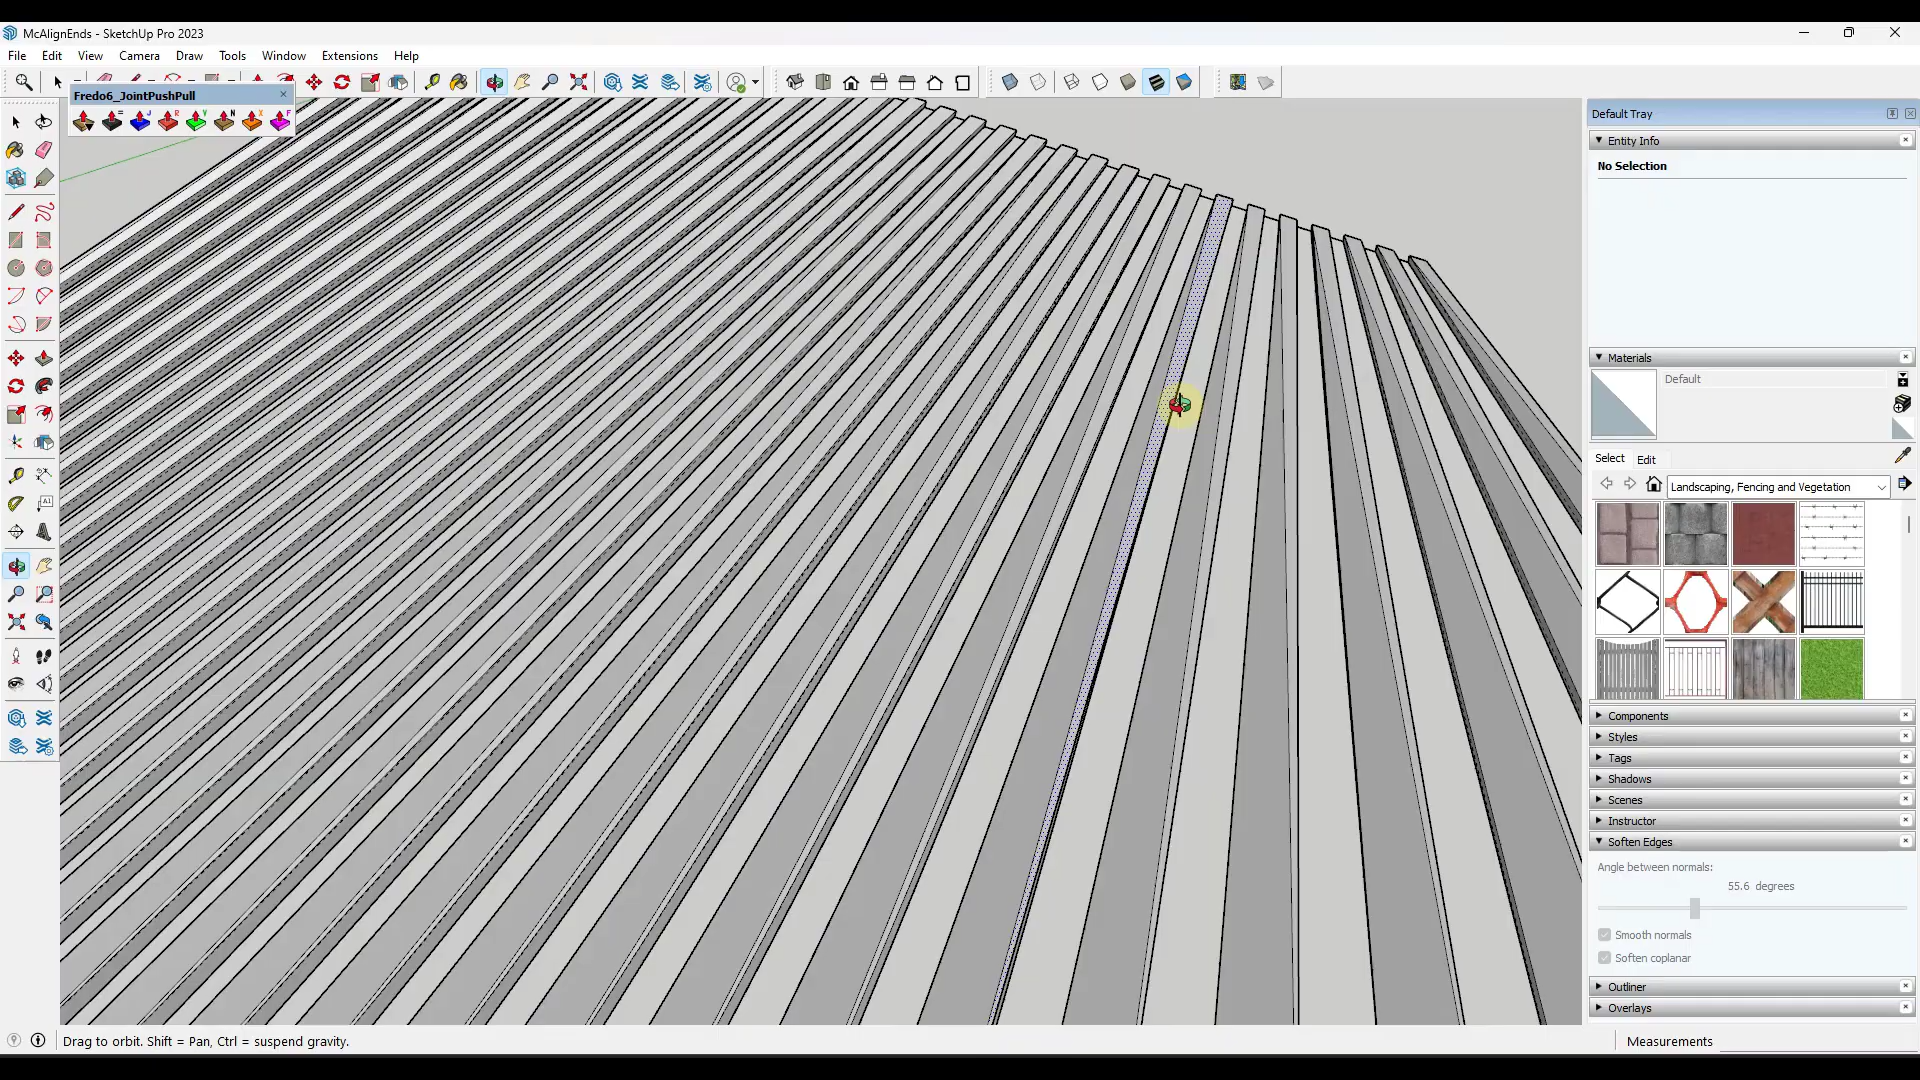 McAlignEnds - SketchUp Pro 2023
File Edit View Camera Draw Tools Window Extensions Help
Fredo6_JointPushPull
Default Tray
Entity Info
No Selection
Materials
Default
Select Edit
Landscaping, Fencing and Vegetation
Components
Styles
Tags
Shadows
Scenes
Instructor
Soften Edges
Angle between normals:
55.6 degrees
Smooth normals
Soften coplanar
Outliner
Overlays
Drag to orbit. Shift = Pan, Ctrl = suspend gravity.
Measurements